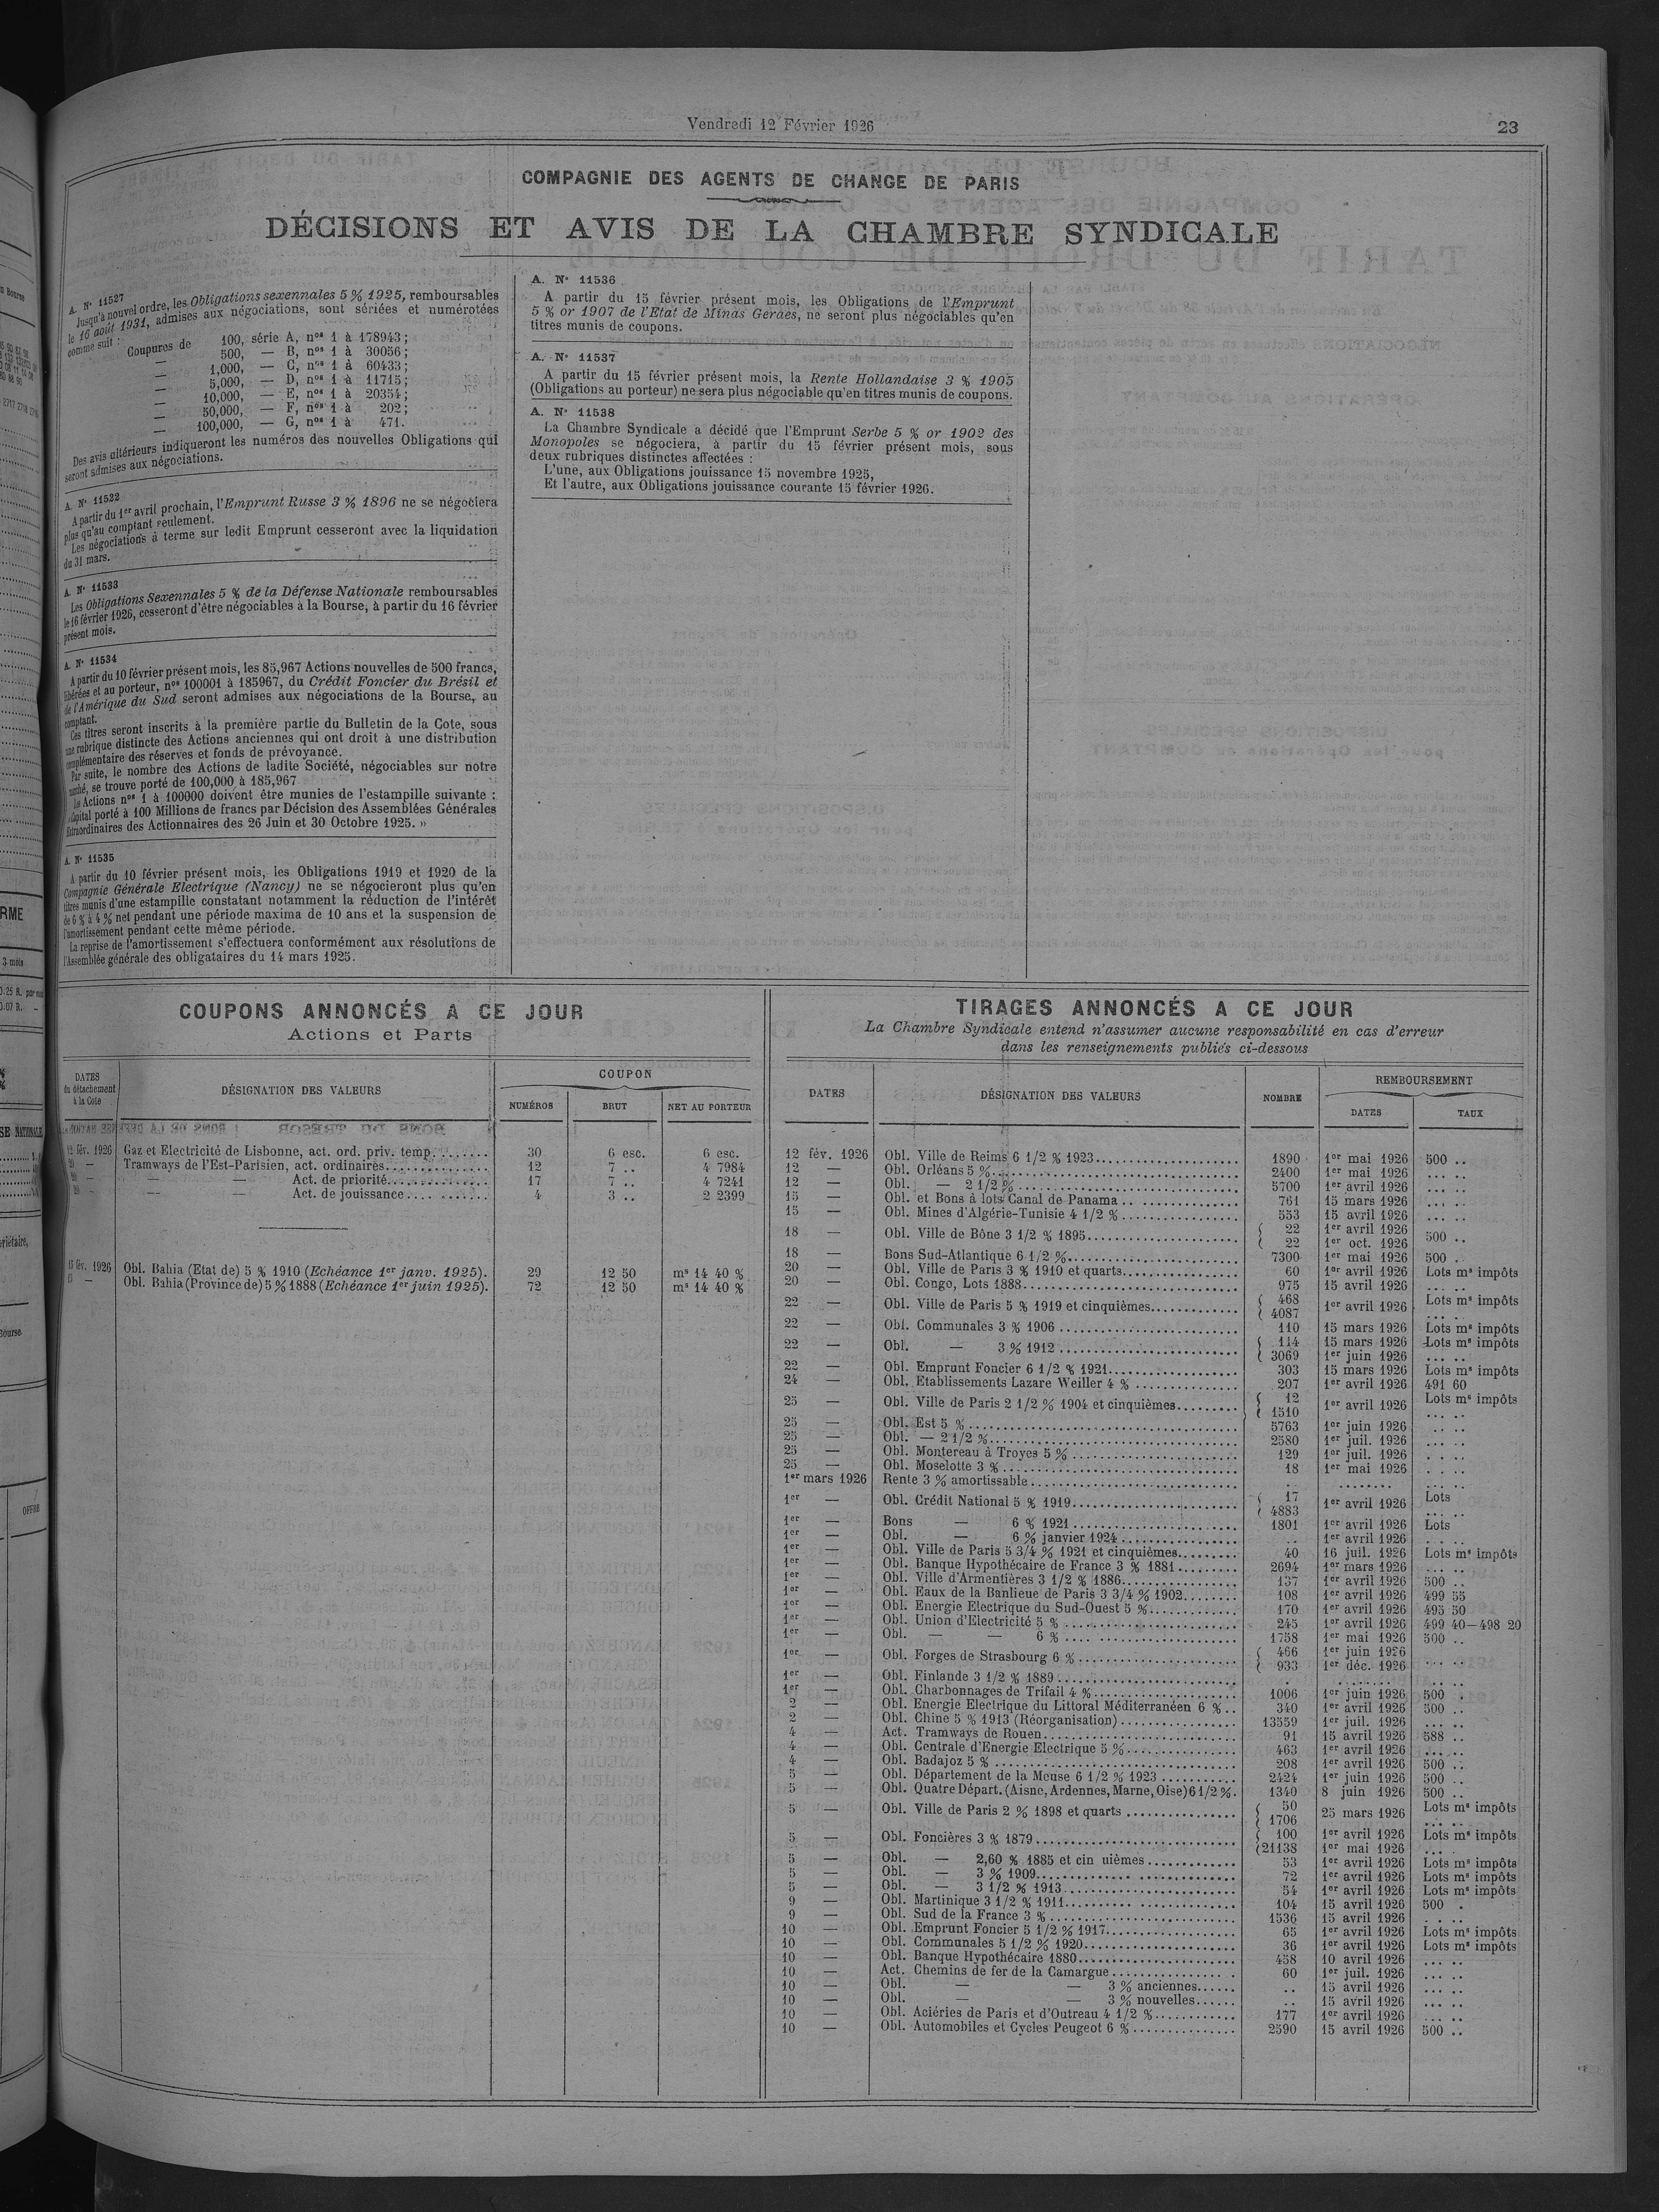 Vendredi 12 Février 1926
23
COMPAGNIE DES AGENTS DE CHANGE DE PARIS
DÉCISIONS ET AVIS DE LA CHAMBRE SYNDICALE
A. N° 11527
Jusqu'à nouvel ordre, les Obligations sexennales 5 % 1925, remboursables
le 16 août 1931, admises aux négociations, sont sériées et numérotées
comme suit :
Coupures de 100, série A, nos 1 à 178943 ;
— 500, — B, nos 1 à 30056 ;
— 1,000, — C, nos 1 à 60433 ;
— 5,000, — D, nos 1 à 11715 ;
— 10,000, — E, nos 1 à 20354 ;
— 50,000, — F, nos 1 à 202 ;
— 100,000, — G, nos 1 à 471.
Des avis ultérieurs indiqueront les numéros des nouvelles Obligations qui
seront admises aux négociations.
A. N° 11532
A partir du 1er avril prochain, l'Emprunt Russe 3 % 1896 ne se négociera
plus qu'au comptant seulement.
Les négociations à terme sur ledit Emprunt cesseront avec la liquidation
du 31 mars.
A. N° 11533
Les Obligations Sexennales 5 % de la Défense Nationale remboursables
le 16 février 1926, cesseront d'être négociables à la Bourse, à partir du 16 février
présent mois.
A. N° 11534
A partir du 10 février présent mois, les 85,967 Actions nouvelles de 500 francs,
libérées et au porteur, nos 100001 à 185967, du Crédit Foncier du Brésil et
de l'Amérique du Sud seront admises aux négociations de la Bourse, au
comptant.
Ces titres seront inscrits à la première partie du Bulletin de la Cote, sous
une rubrique distincte des Actions anciennes qui ont droit à une distribution
complémentaire des réserves et fonds de prévoyance.
Par suite, le nombre des Actions de ladite Société, négociables sur notre
marché, se trouve porté de 100,000 à 185,967
Les Actions nos 1 à 100000 doivent être munies de l'estampille suivante :
« Capital porté à 100 Millions de francs par Décision des Assemblées Générales
Extraordinaires des Actionnaires des 26 Juin et 30 Octobre 1925. »
A. N° 11535
A partir du 10 février présent mois, les Obligations 1919 et 1920 de la
Compagnie Générale Electrique (Nancy) ne se négocieront plus qu'en
titres munis d'une estampille constatant notamment la réduction de l'intérêt
de 6 % à 4 % net pendant une période maxima de 10 ans et la suspension de
l'amortissement pendant cette même période.
La reprise de l'amortissement s'effectuera conformément aux résolutions de
l'Assemblée générale des obligataires du 14 mars 1925.
A. N° 11536
A partir du 15 février présent mois, les Obligations de l'Emprunt
5 % or 1907 de l'Etat de Minas Geraes, ne seront plus négociables qu'en
titres munis de coupons.
A. N° 11537
A partir du 15 février présent mois, la Rente Hollandaise 3 % 1905
(Obligations au porteur) ne sera plus négociable qu'en titres munis de coupons.
A. N° 11538
La Chambre Syndicale a décidé que l'Emprunt Serbe 5 % or 1902 des
Monopoles se négociera, à partir du 15 février présent mois, sous
deux rubriques distinctes affectées :
L'une, aux Obligations jouissance 15 novembre 1925,
Et l'autre, aux Obligations jouissance courante 15 février 1926.
COUPONS ANNONCÉS A CE JOUR
Actions et Parts
DATES du détachement à la Cote
DÉSIGNATION DES VALEURS
COUPON
NUMÉROS BRUT NET AU PORTEUR
12 fév. 1926 Gaz et Electricité de Lisbonne, act. ord. priv. temp. 30 6 esc. 6 esc.
20 — Tramways de l'Est-Parisien, act. ordinaires 12 7 .. 4 7984
20 — — — Act. de priorité 17 7 .. 4 7241
20 — — — Act. de jouissance 4 3 .. 2 2399
15 fév. 1926 Obl. Bahia (Etat de) 5 % 1910 (Echéance 1er janv. 1925). 29 12 50 ms 14 40 %
15 — Obl. Bahia (Province de) 5 % 1888 (Echéance 1er juin 1925). 72 12 50 ms 14 40 %
TIRAGES ANNONCÉS A CE JOUR
La Chambre Syndicale entend n'assumer aucune responsabilité en cas d'erreur
dans les renseignements publiés ci-dessous
DATES DÉSIGNATION DES VALEURS NOMBRE REMBOURSEMENT
DATES TAUX
12 fév. 1926 Obl. Ville de Reims 6 1/2 % 1923 1890 1er mai 1926 500 ..
12 — Obl. Orléans 5 % 2400 1er mai 1926 ... ..
12 — Obl. — 2 1/2 % 5700 1er avril 1926 ... ..
15 — Obl. et Bons à lots Canal de Panama 761 15 mars 1926 ... ..
15 — Obl. Mines d'Algérie-Tunisie 4 1/2 % 553 15 avril 1926 ... ..
18 — Obl. Ville de Bône 3 1/2 % 1895 22 1er avril 1926 500 ..
22 1er oct. 1926
18 — Bons Sud-Atlantique 6 1/2 % 7300 1er mai 1926 500 ..
20 — Obl. Ville de Paris 3 % 1910 et quarts 60 1er avril 1926 Lots ms impôts
20 — Obl. Congo, Lots 1888 975 15 avril 1926 ... ..
22 — Obl. Ville de Paris 5 % 1919 et cinquièmes 468 1er avril 1926 Lots ms impôts
4087 ... ..
22 — Obl. Communales 3 % 1906 110 15 mars 1926 Lots ms impôts
22 — Obl. — 3 % 1912 114 15 mars 1926 Lots ms impôts
3069 1er juin 1926 ... ..
22 — Obl. Emprunt Foncier 6 1/2 % 1921 303 15 mars 1926 Lots ms impôts
24 — Obl. Etablissements Lazare Weiller 4 % 207 1er avril 1926 491 60
25 — Obl. Ville de Paris 2 1/2 % 1904 et cinquièmes 12 1er avril 1926 Lots ms impôts
1510 ... ..
25 — Obl. Est 5 % 5763 1er juin 1926 ... ..
25 — Obl. — 2 1/2 % 2580 1er juil. 1926 ... ..
25 — Obl. Montereau à Troyes 5 % 129 1er juil. 1926 ... ..
25 — Obl. Moselotte 3 % 18 1er mai 1926 ... ..
1er mars 1926 Rente 3 % amortissable .. ........ ... ..
1er — Obl. Crédit National 5 % 1919 17 1er avril 1926 Lots
4883 ... ..
1er — Bons — 6 % 1921 1801 1er avril 1926 Lots
1er — Obl. — 6 % janvier 1924 .. 1er avril 1926 ... ..
1er — Obl. Ville de Paris 5 3/4 % 1921 et cinquièmes 40 16 juil. 1926 Lots ms impôts
1er — Obl. Banque Hypothécaire de France 3 % 1881 2694 1er mars 1926 ... ..
1er — Obl. Ville d'Armentières 3 1/2 % 1886 137 1er avril 1926 500 ..
1er — Obl. Eaux de la Banlieue de Paris 3 3/4 % 1902 108 1er avril 1926 499 55
1er — Obl. Energie Electrique du Sud-Ouest 5 % 170 1er avril 1926 495 50
1er — Obl. Union d'Electricité 5 % 245 1er avril 1926 499 40—498 20
1er — Obl. — — 6 % 1758 1er mai 1926 500 ..
1er — Obl. Forges de Strasbourg 6 % 466 1er juin 1926 ... ..
933 1er déc. 1926
1er — Obl. Finlande 3 1/2 % 1889 . ........ ... ..
1er — Obl. Charbonnages de Trifail 4 % 1006 1er juin 1926 500 ..
2 — Obl. Energie Electrique du Littoral Méditerranéen 6 % 340 1er avril 1926 500 ..
2 — Obl. Chine 5 % 1913 (Réorganisation) 13559 1er juil. 1926 ... ..
4 — Act. Tramways de Rouen 91 15 avril 1926 588 ..
4 — Obl. Centrale d'Energie Electrique 5 % 463 1er avril 1926 ... ..
4 — Obl. Badajoz 5 % 208 1er avril 1926 500 ..
5 — Obl. Département de la Meuse 6 1/2 % 1923 2424 1er juin 1926 500 ..
5 — Obl. Quatre Départ. (Aisne, Ardennes, Marne, Oise) 6 1/2 %. 1340 8 juin 1926 500 ..
5 — Obl. Ville de Paris 2 % 1898 et quarts 50 25 mars 1926 Lots ms impôts
1706 ... ..
5 — Obl. Foncières 3 % 1879 100 1er avril 1926 Lots ms impôts
21138 1er mai 1926 ... .
5 — Obl. — 2,60 % 1885 et cin uièmes 53 1er avril 1926 Lots ms impôts
5 — Obl. — 3 % 1909 72 1er avril 1926 Lots ms impôts
5 — Obl. — 3 1/2 % 1913 54 1er avril 1926 Lots ms impôts
9 — Obl. Martinique 3 1/2 % 1911 104 15 avril 1926 500 .
9 — Obl. Sud de la France 3 % 1536 15 avril 1926 ... ..
10 — Obl. Emprunt Foncier 5 1/2 % 1917 65 1er avril 1926 Lots ms impôts
10 — Obl. Communales 5 1/2 % 1920 36 1er avril 1926 Lots ms impôts
10 — Obl. Banque Hypothécaire 1880 458 10 avril 1926 ... ..
10 — Act. Chemins de fer de la Camargue 60 1er juil. 1926 ... ..
10 — Obl. — — 3 % anciennes .. 15 avril 1926 ... ..
10 — Obl. — — 3 % nouvelles .. 15 avril 1926 ... ..
10 — Obl. Aciéries de Paris et d'Outreau 4 1/2 % 177 1er avril 1926 ... ..
10 — Obl. Automobiles et Cycles Peugeot 6 % 2590 15 avril 1926 500 ..